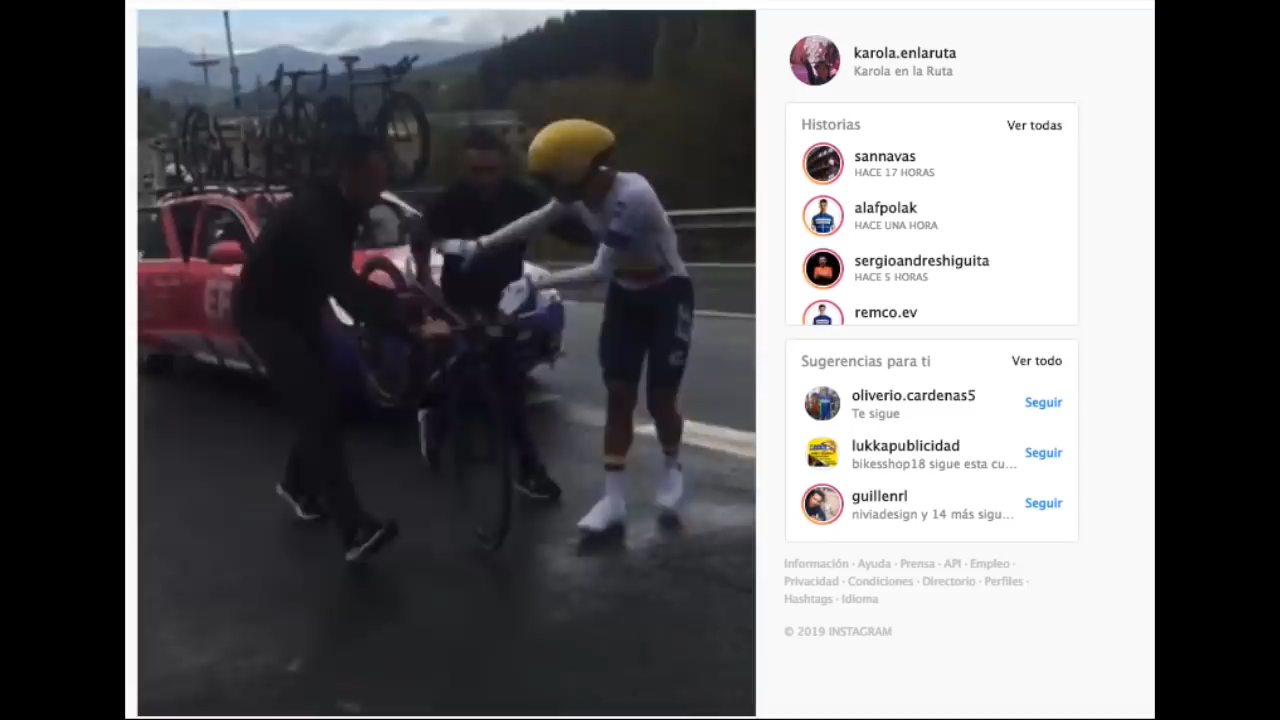 karola.enlaruta
Karola en la Ruta
Historias
Ver todas
sannavas
HACE 17 HORAS
alafpolak
HACE UNA HORA
sergioandreshiguita
HACE 5 HORAS
remco.ev
Sugerencias para ti
Ver todo
oliverio.cardenas5
Te sigue
Seguir
lukkapublicidad
bikesshop18 sigue esta cu...
Seguir
guillenrl
niviadesign y 14 más sigu...
Seguir
Información · Ayuda · Prensa · API · Empleo ·
Privacidad · Condiciones · Directorio · Perfiles ·
Hashtags · Idioma
© 2019 INSTAGRAM
EF